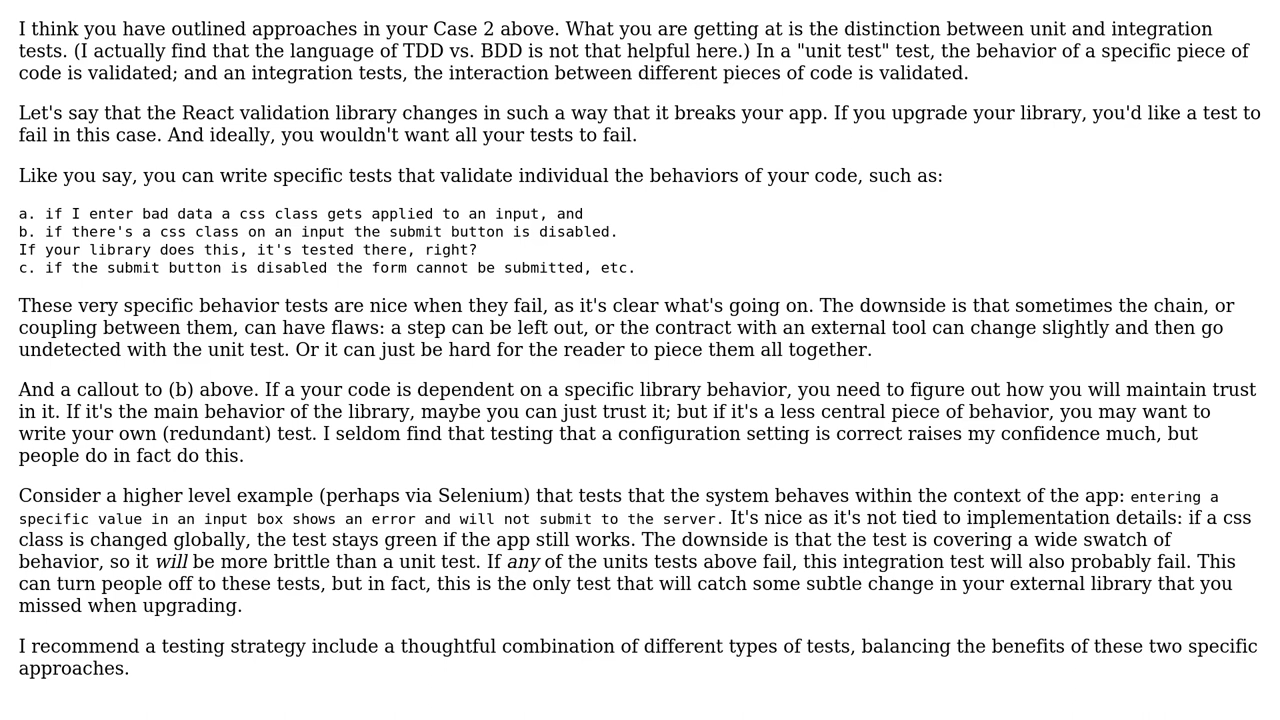 I think you have outlined approaches in your Case 2 above. What you are getting at is the distinction between unit and integration
tests. (I actually find that the language of TDD vs. BDD is not that helpful here.) In a "unit test" test, the behavior of a specific piece of
code is validated; and an integration tests, the interaction between different pieces of code is validated.
Let's say that the React validation library changes in such a way that it breaks your app. If you upgrade your library, you'd like a test to
fail in this case. And ideally, you wouldn't want all your tests to fail.
Like you say, you can write specific tests that validate individual the behaviors of your code, such as:
a. if I enter bad data a css class gets applied to an input, and
b. if there's a css class on an input the submit button is disabled.
If your library does this, it's tested there, right?
c. if the submit button is disabled the form cannot be submitted, etc.
These very specific behavior tests are nice when they fail, as it's clear what's going on. The downside is that sometimes the chain, or
coupling between them, can have flaws: a step can be left out, or the contract with an external tool can change slightly and then go
undetected with the unit test. Or it can just be hard for the reader to piece them all together.
And a callout to (b) above. If a your code is dependent on a specific library behavior, you need to figure out how you will maintain trust
in it. If it's the main behavior of the library, maybe you can just trust it; but if it's a less central piece of behavior, you may want to
write your own (redundant) test. I seldom find that testing that a configuration setting is correct raises my confidence much, but
people do in fact do this.
Consider a higher level example (perhaps via Selenium) that tests that the system behaves within the context of the app: entering a
specific value in an input box shows an error and will not submit to the server. It's nice as it's not tied to implementation details: if a css
class is changed globally, the test stays green if the app still works. The downside is that the test is covering a wide swatch of
behavior, so it will be more brittle than a unit test. If any of the units tests above fail, this integration test will also probably fail. This
can turn people off to these tests, but in fact, this is the only test that will catch some subtle change in your external library that you
missed when upgrading.
I recommend a testing strategy include a thoughtful combination of different types of tests, balancing the benefits of these two specific
approaches.